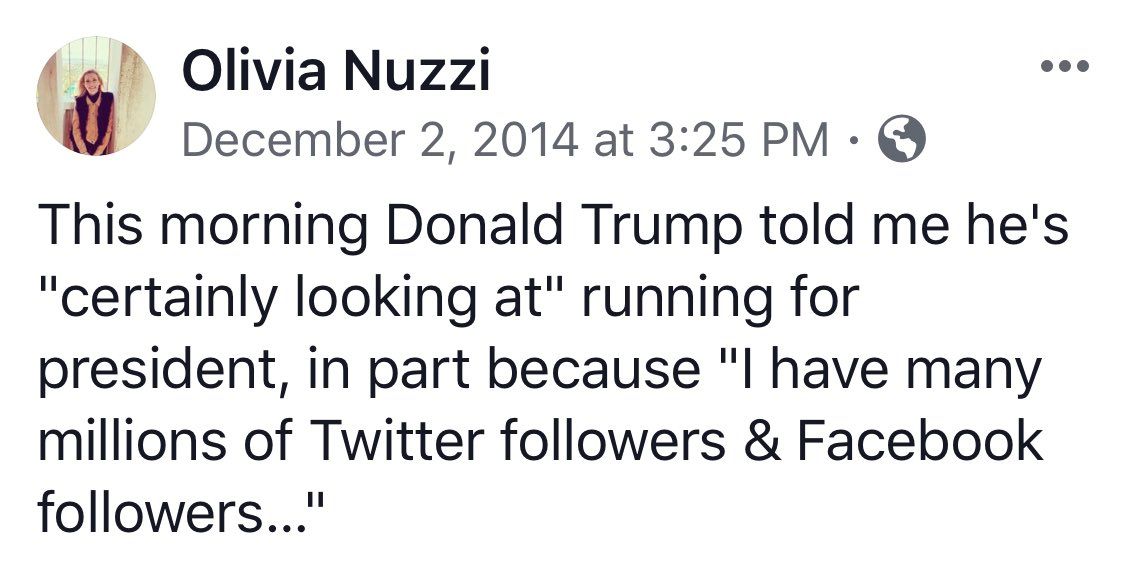 Olivia Nuzzi
December 2, 2014 at 3:25 PM ·
This morning Donald Trump told me he's
"certainly looking at" running for
president, in part because "I have many
millions of Twitter followers & Facebook
followers..."